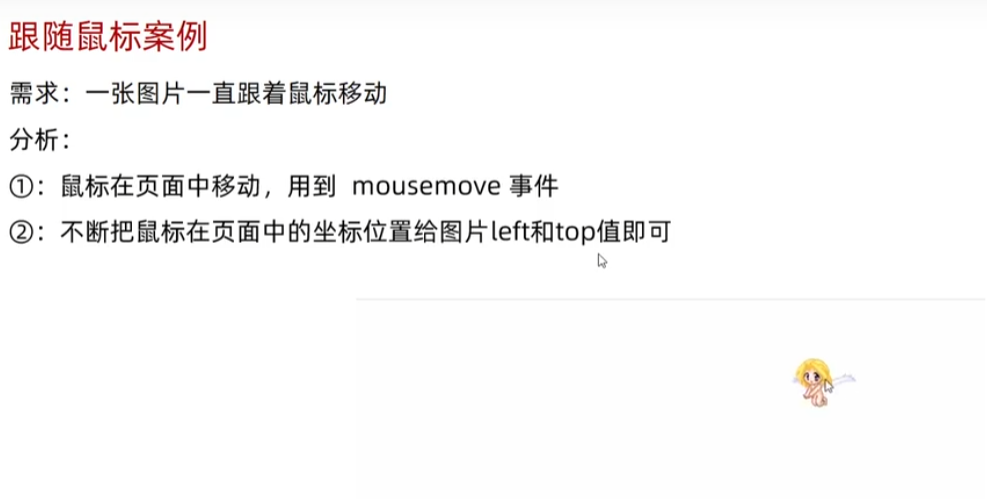 跟随鼠标案例
需求：一张图片一直跟着鼠标移动
分析：
①：鼠标在页面中移动，用到 mousemove 事件
②：不断把鼠标在页面中的坐标位置给图片left和top值即可